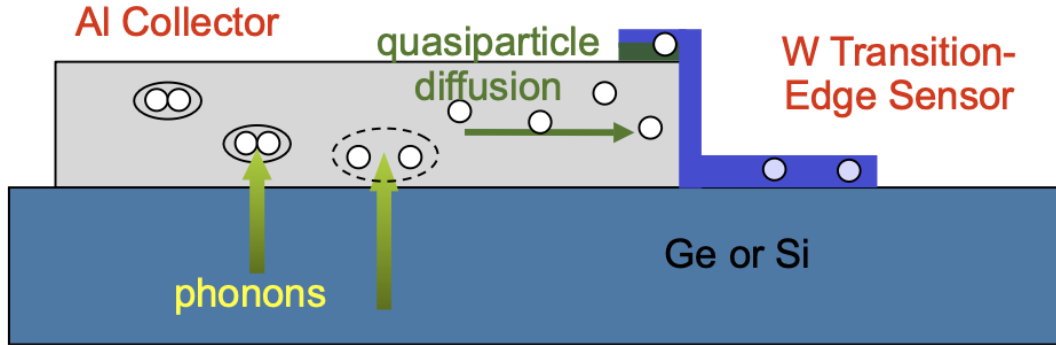 Al Collector
quasiparticle
diffusion
W Transition-
Edge Sensor
Ge or Si
phonons